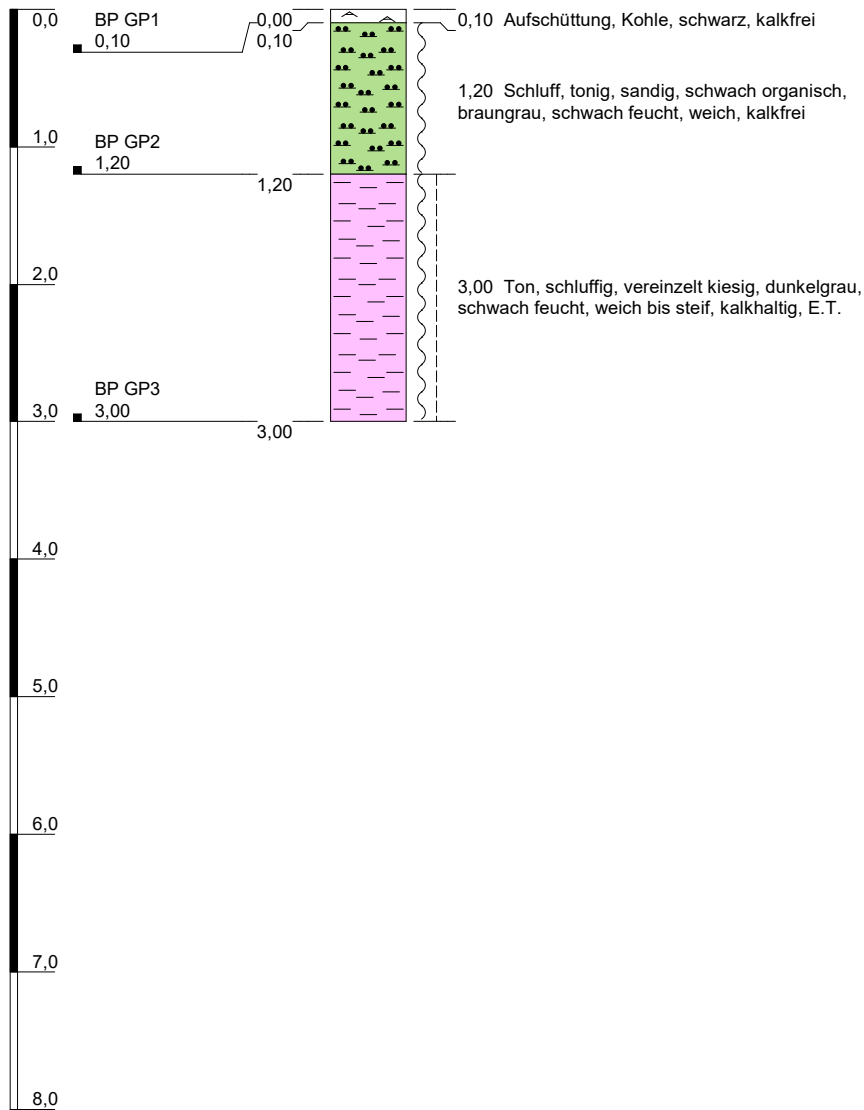 0,0
BP GP1
0,10
0,00
0,10
0,10 Aufschüttung, Kohle, schwarz, kalkfrei
1,20 Schluff, tonig, sandig, schwach organisch,
braungrau, schwach feucht, weich, kalkfrei
1,0
BP GP2
1,20
1,20
2,0
3,00 Ton, schluffig, vereinzelt kiesig, dunkelgrau,
schwach feucht, weich bis steif, kalkhaltig, E.T.
BP GP3
3,0
3,00
3,00
4,0
5,0
6,0
7,0
8,0